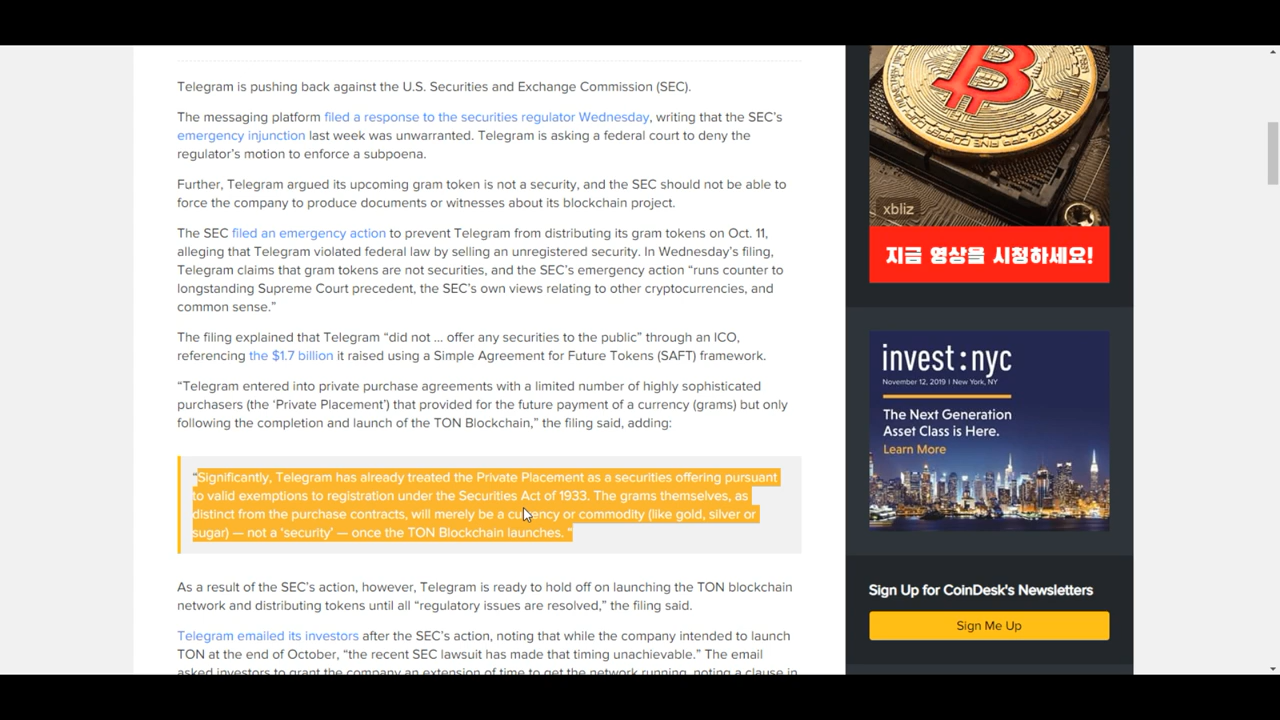 Telegram is pushing back against the U.S. Securities and Exchange Commission (SEC).
The messaging platform filed a response to the securities regulator Wednesday, writing that the SEC's
emergency injunction last week was unwarranted. Telegram is asking a federal court to deny the
regulator's motion to enforce a subpoena.
Further, Telegram argued its upcoming gram token is not a security, and the SEC should not be able to
force the company to produce documents or witnesses about its blockchain project.
The SEC filed an emergency action to prevent Telegram from distributing its gram tokens on Oct. 11,
alleging that Telegram violated federal law by selling an unregistered security. In Wednesday's filing,
Telegram claims that gram tokens are not securities, and the SEC's emergency action “runs counter to
longstanding Supreme Court precedent, the SEC's own views relating to other cryptocurrencies, and
common sense.”
The filing explained that Telegram “did not ... offer any securities to the public” through an ICO,
referencing the $1.7 billion it raised using a Simple Agreement for Future Tokens (SAFT) framework.
“Telegram entered into private purchase agreements with a limited number of highly sophisticated
purchasers (the ‘Private Placement’) that provided for the future payment of a currency (grams) but only
following the completion and launch of the TON Blockchain,” the filing said, adding:
“Significantly, Telegram has already treated the Private Placement as a securities offering pursuant
to valid exemptions to registration under the Securities Act of 1933. The grams themselves, as
distinct from the purchase contracts, will merely be a currency or commodity (like gold, silver or
sugar) — not a ‘security’ — once the TON Blockchain launches. ”
As a result of the SEC's action, however, Telegram is ready to hold off on launching the TON blockchain
network and distributing tokens until all “regulatory issues are resolved,” the filing said.
Telegram emailed its investors after the SEC's action, noting that while the company intended to launch
TON at the end of October, “the recent SEC lawsuit has made that timing unachievable.” The email
asked investors to grant the company an extension of time to get the network running, noting a clause in
xbliz
지금 영상을 시청하세요!
invest:nyc
November 12, 2019 | New York, NY
The Next Generation
Asset Class is Here.
Learn More
Sign Up for CoinDesk's Newsletters
Sign Me Up